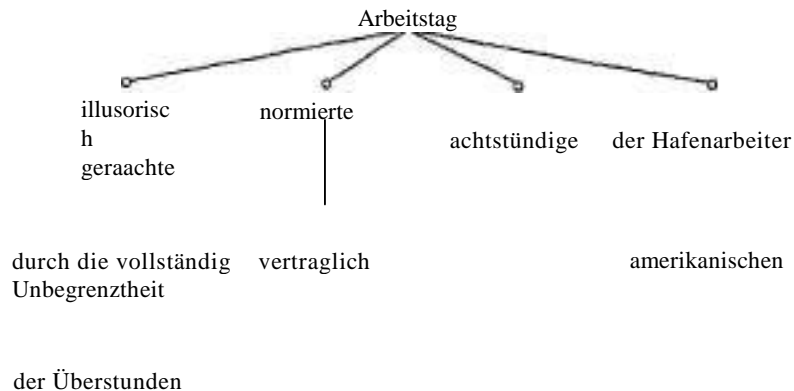 Arbeitstag
illusorisc
h
geraachte
normierte
achtstündige
der Hafenarbeiter
durch die vollständig
Unbegrenztheit
vertraglich
amerikanischen
der Überstunden